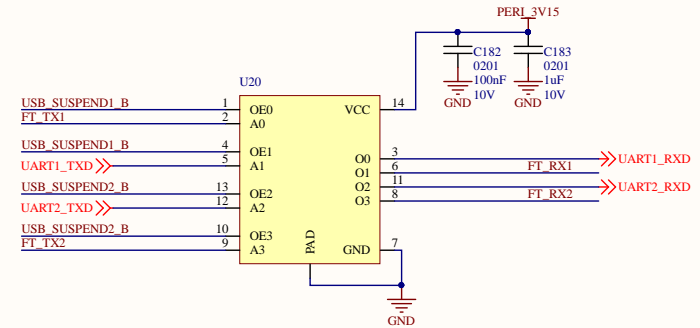 PERI_3V15
C182
0201
100nF
10V
C183
0201
1uF
10V
GND
GND
U20
USB_SUSPEND1_B 1 OE0
FT_TX1 2 A0
USB_SUSPEND1_B 4 OE1
UART1_TXD 5 A1
USB_SUSPEND2_B 13 OE2
UART2_TXD 12 A2
USB_SUSPEND2_B 10 OE3
FT_TX2 9 A3
VCC 14
O0 3 UART1_RXD
O1 6 FT_RX1
O2 11 UART2_RXD
O3 8 FT_RX2
PAD
GND 7
GND